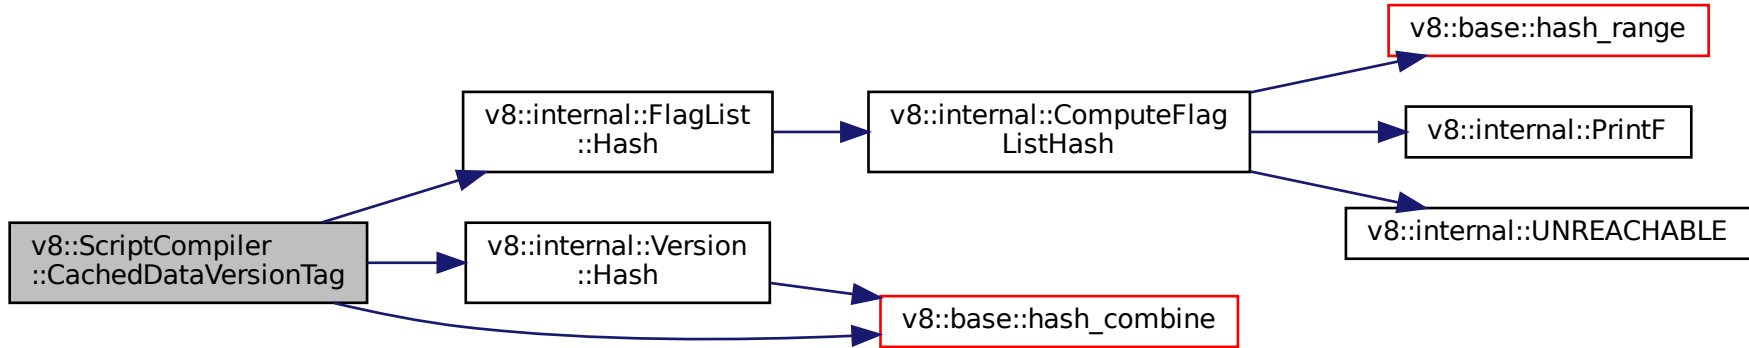 v8::base::hash_range
v8::internal::FlagList
::Hash
v8::internal::ComputeFlag
ListHash
v8::internal::PrintF
v8::internal::UNREACHABLE
v8::ScriptCompiler
::CachedDataVersionTag
v8::internal::Version
::Hash
v8::base::hash_combine